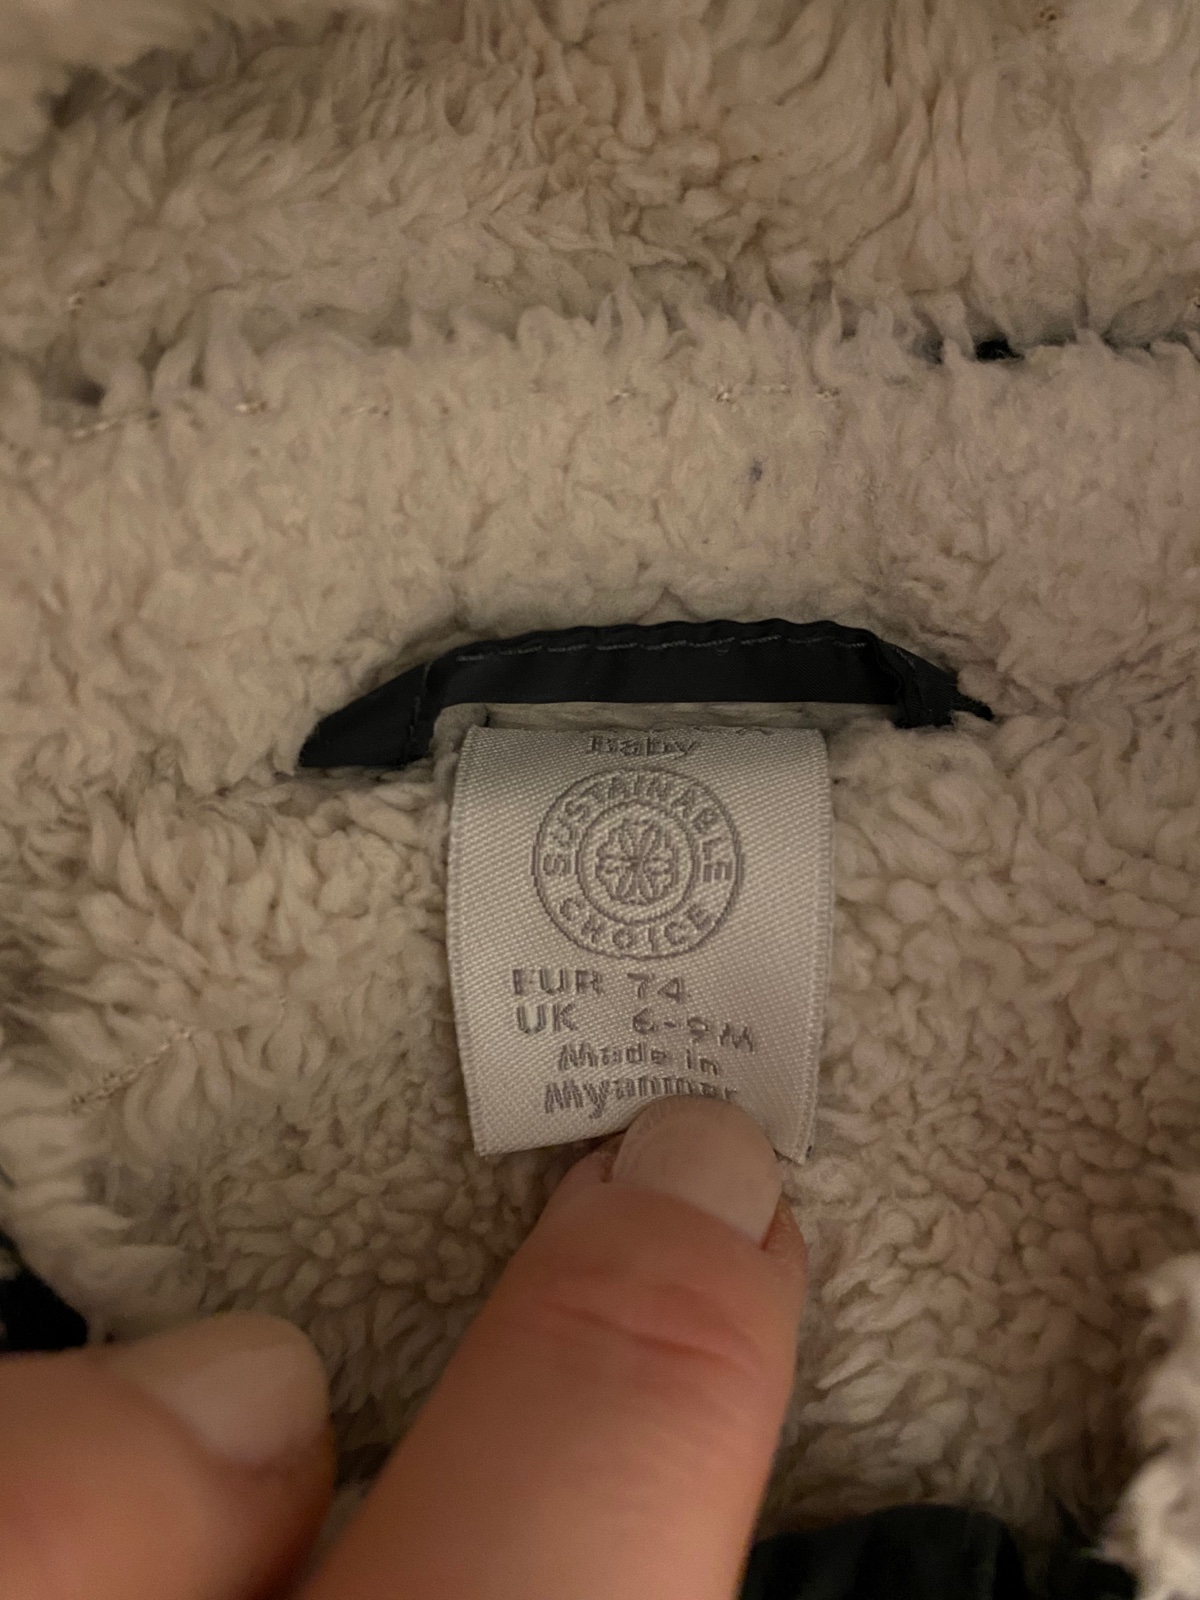 Baby
SUSTAINABLE
CHOICE
EUR 74
UK 6-9M
Made in
Myanmar